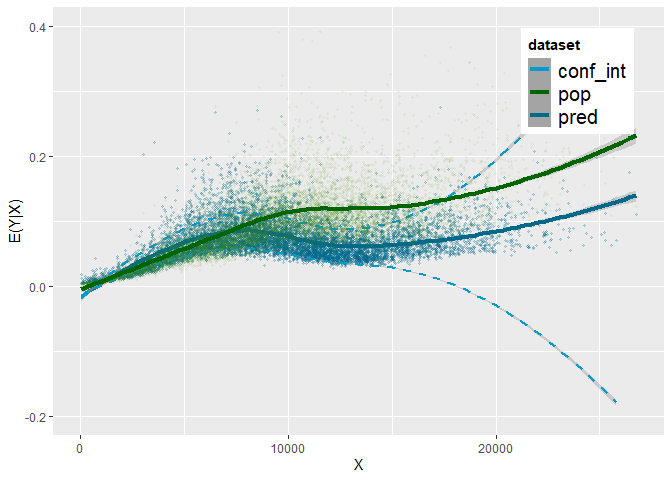 0.4
0.2
0.0
-0.2
E(Y|X)
dataset
conf_int
pop
pred
0
10000
20000
X